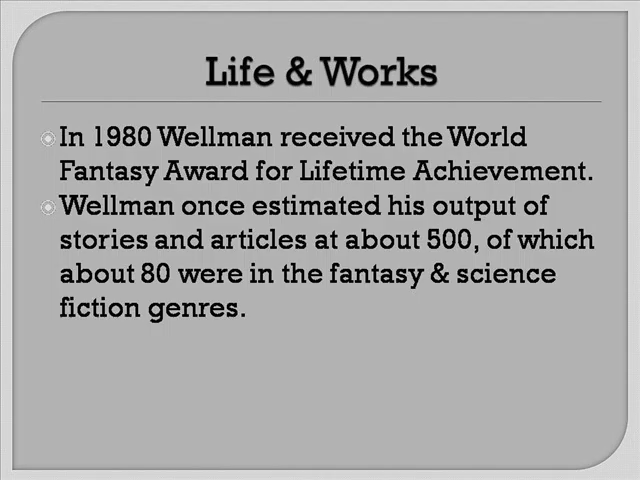 Life & Works
In 1980 Wellman received the World
Fantasy Award for Lifetime Achievement.
Wellman once estimated his output of
stories and articles at about 500, of which
about 80 were in the fantasy & science
fiction genres.